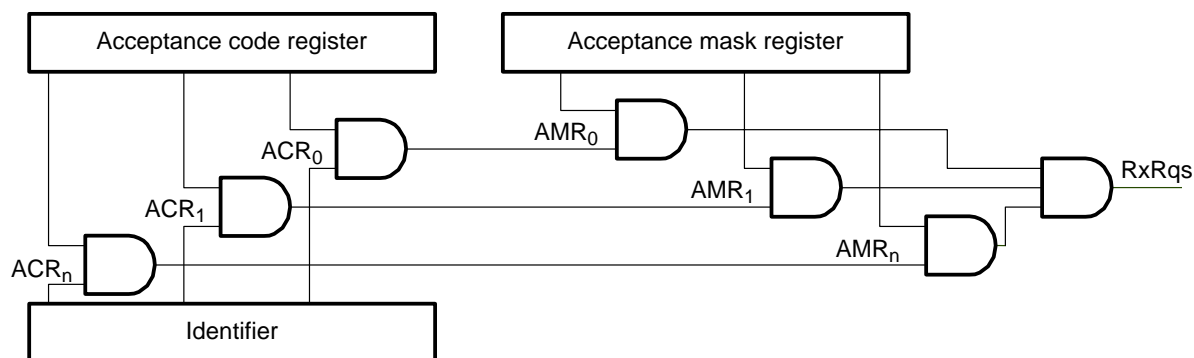 Acceptance code register
Acceptance mask register
AMR0
ACR0
RxRqs
AMR1
ACR1
AMRn
ACRn
Identifier